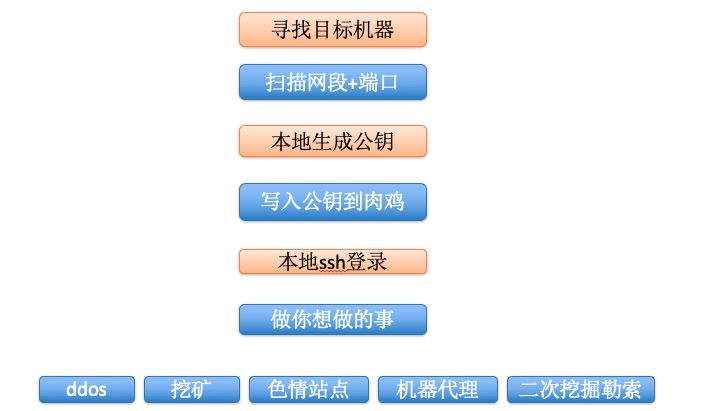 寻找目标机器
扫描网段+端口
本地生成公钥
写入公钥到肉鸡
本地ssh登录
做你想做的事
ddos
挖矿
色情站点
机器代理
二次挖掘勒索